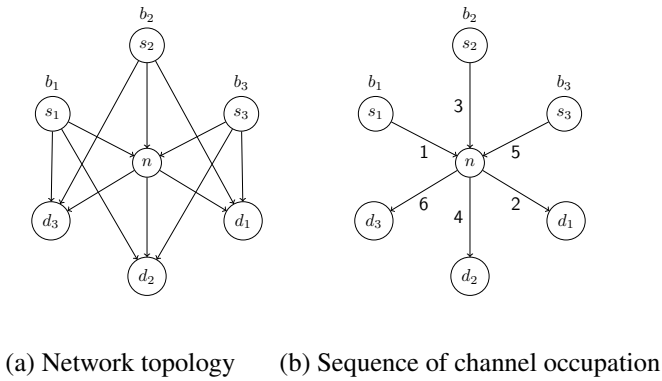 b₂
s₂
b₁
s₁
b₃
s₃
n
d₃
d₁
d₂
(a) Network topology
b₂
s₂
b₁
s₁
b₃
s₃
3
1
5
n
6
4
2
d₃
d₁
d₂
(b) Sequence of channel occupation